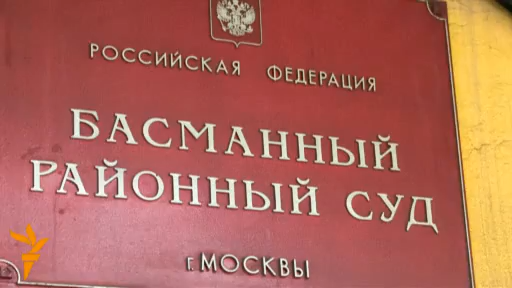 РОССИЙСКАЯ ФЕДЕРАЦИЯ
БАСМАННЫЙ
РАЙОННЫЙ СУД
Г. МОСКВЫ